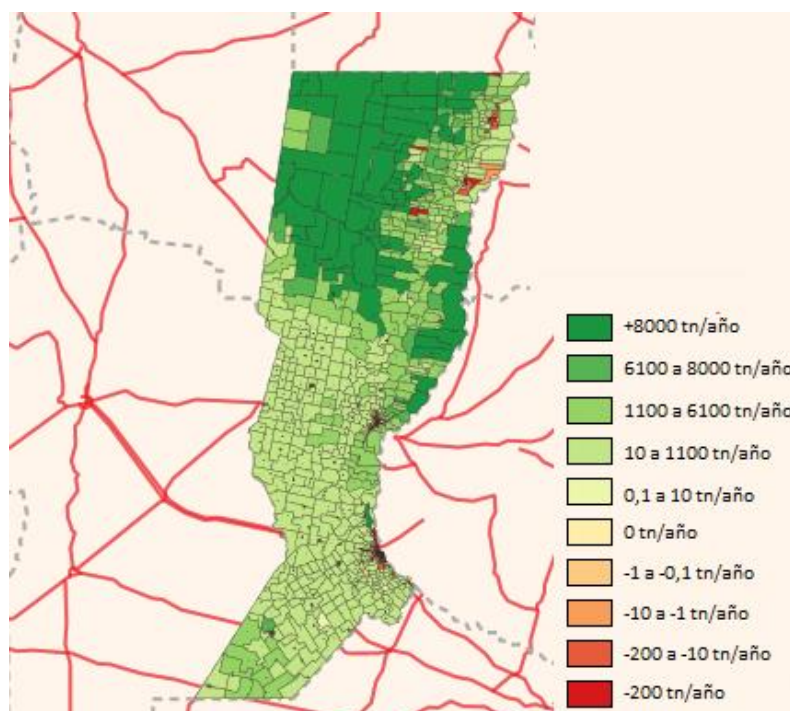 +8000 tn/año
6100 a 8000 tn/año
1100 a 6100 tn/año
10 a 1100 tn/año
0,1 a 10 tn/año
0 tn/año
-1 a -0,1 tn/año
-10 a -1 tn/año
-200 a -10 tn/año
-200 tn/año